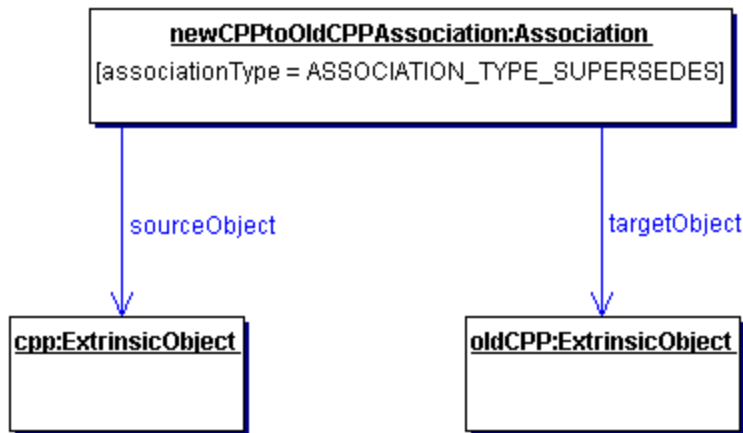 newCPPtoOldCPPAssociation:Association
[associationType = ASSOCIATION_TYPE_SUPERSEDES]
sourceObject
targetObject
cpp:ExtrinsicObject
oldCPP:ExtrinsicObject